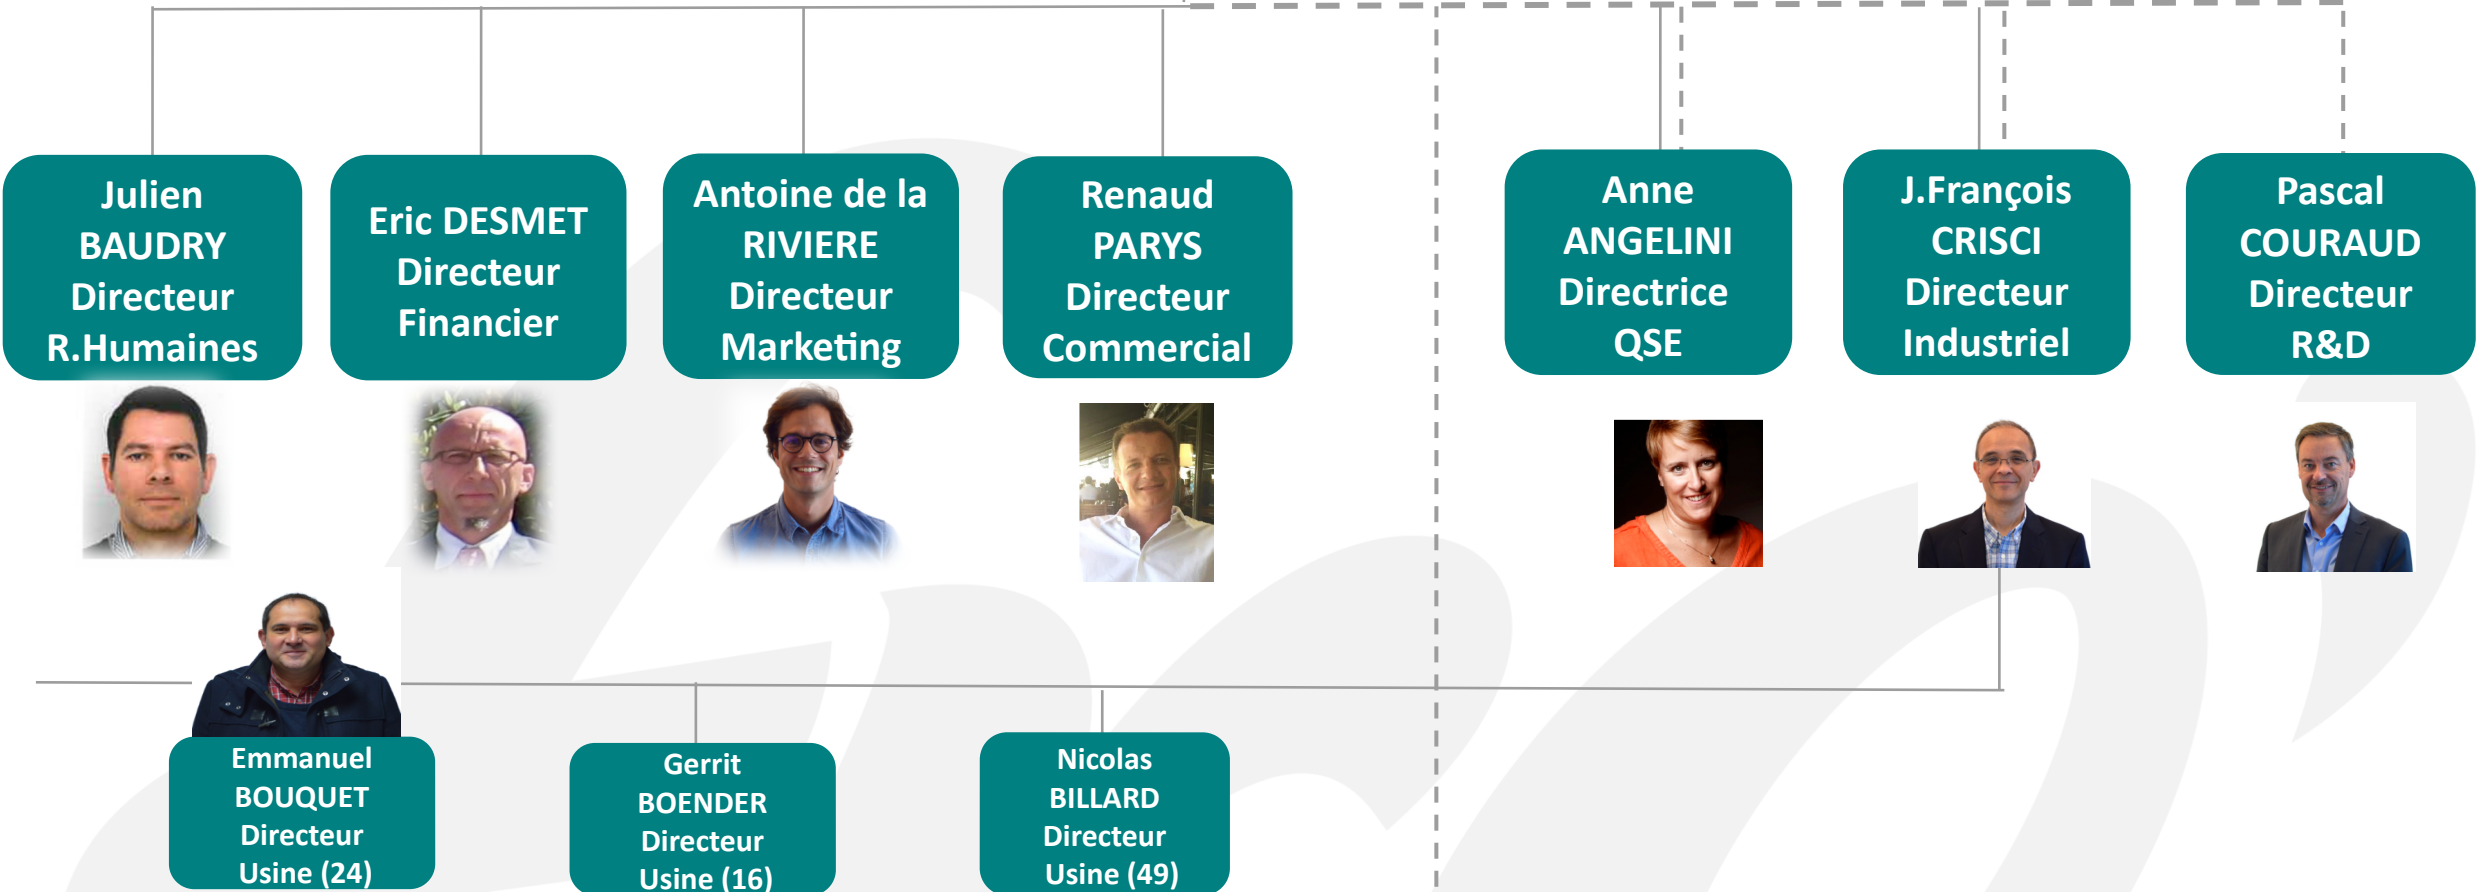 Julien
BAUDRY
Directeur
R.Humaines
Eric DESMET
Directeur
Financier
Antoine de la
RIVIERE
Directeur
Marketing
Renaud
PARYS
Directeur
Commercial
Anne
ANGELINI
Directrice
QSE
J.François
CRISCI
Directeur
Industriel
Pascal
COURAUD
Directeur
R&D
Emmanuel
BOUQUET
Directeur
Usine (24)
Gerrit
BOENDER
Directeur
Usine (16)
Nicolas
BILLARD
Directeur
Usine (49)